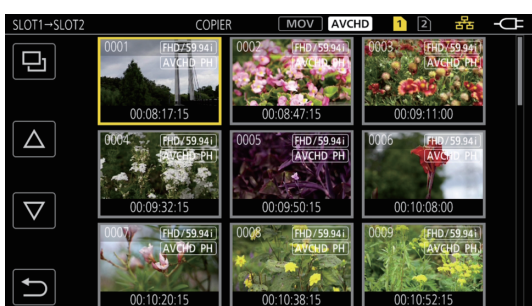 SLOT1→SLOT2 COPIER MOV AVCHD 1 2
0001 FHD/59.94i
AVCHD PH
00:08:17:15
0002 FHD/59.94i
AVCHD PH
00:08:47:15
0003 FHD/59.94i
AVCHD PH
00:09:11:00
0004 FHD/59.94i
AVCHD PH
00:09:32:15
0005 FHD/59.94i
AVCHD PH
00:09:50:15
0006 FHD/59.94i
AVCHD PH
00:10:08:00
0007 FHD/59.94i
AVCHD PH
00:10:20:15
0008 FHD/59.94i
AVCHD PH
00:10:38:15
0009 FHD/59.94i
AVCHD PH
00:10:52:15